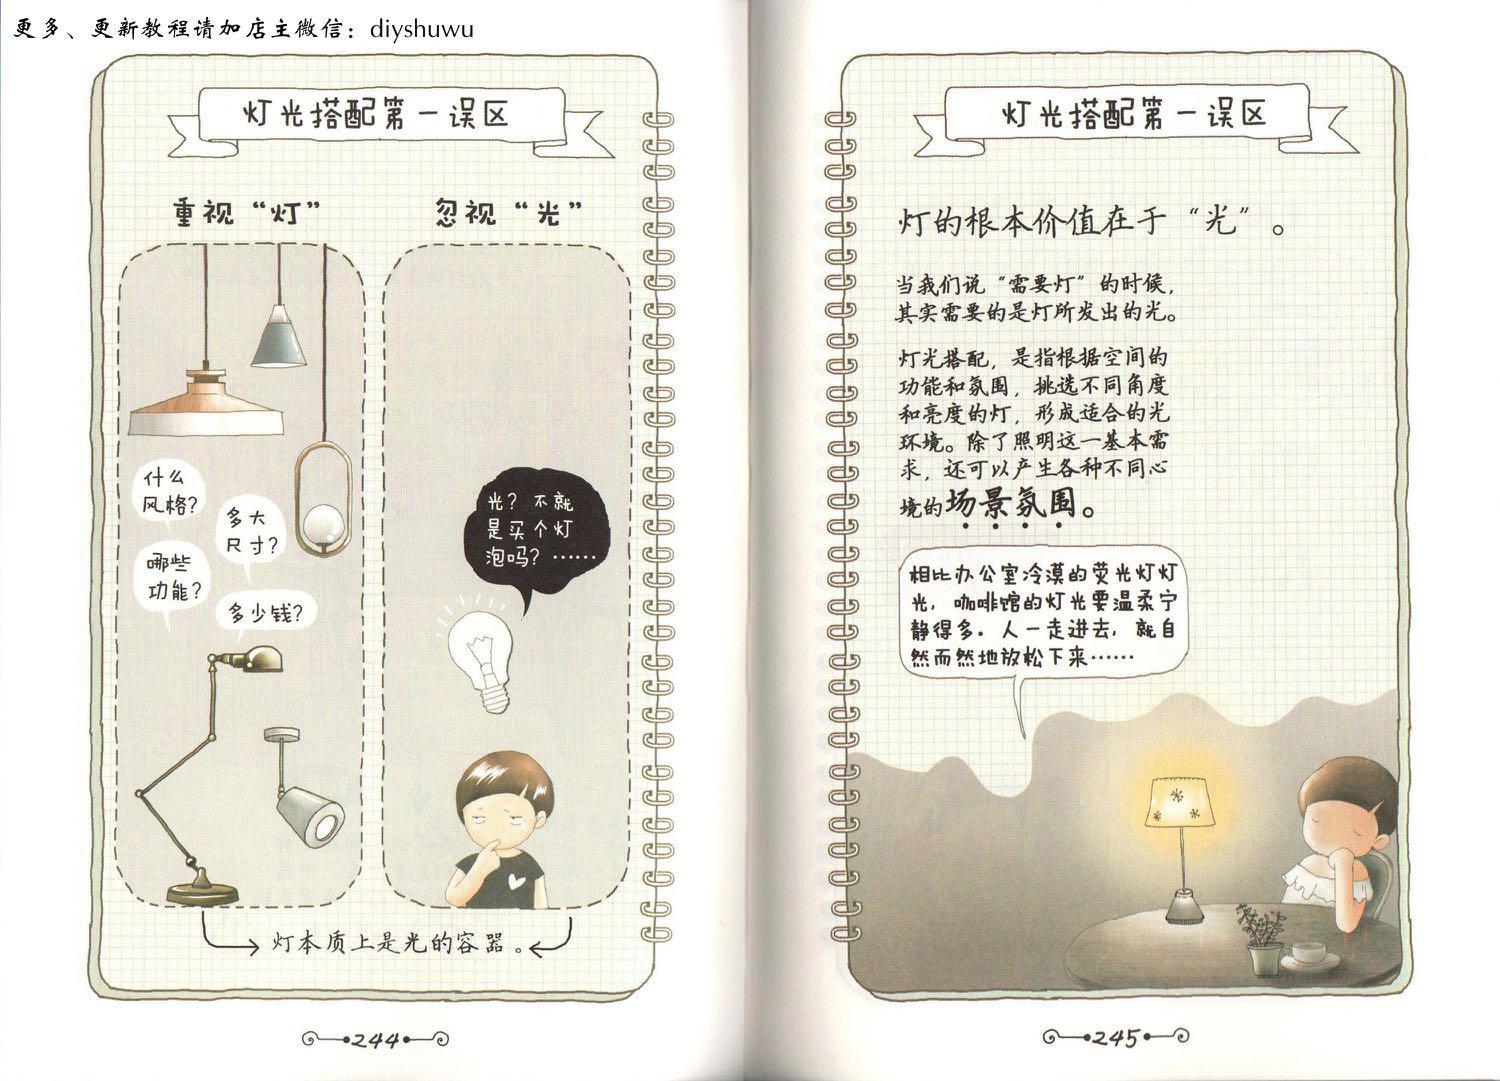 更多、更新教程请加店主微信：diyshuwu
灯光搭配第一误区
重视“灯”
忽视“光”
什么
风格？
多大
尺寸？
哪些
功能？
多少钱？
光？不就
是买个灯
泡吗？……
灯本质上是光的容器。
244
灯光搭配第一误区
灯的根本价值在于“光”。
当我们说“需要灯”的时候，
其实需要的是灯所发出的光。
灯光搭配，是指根据空间的
功能和氛围，挑选不同角度
和亮度的灯，形成适合的光
环境。除了照明这一基本需
求，还可以产生各种不同心
境的场景氛围。
相比办公室冷漠的荧光灯灯
光，咖啡馆的灯光要温柔宁
静得多．人一走进去，就自
然而然地放松下来……
245